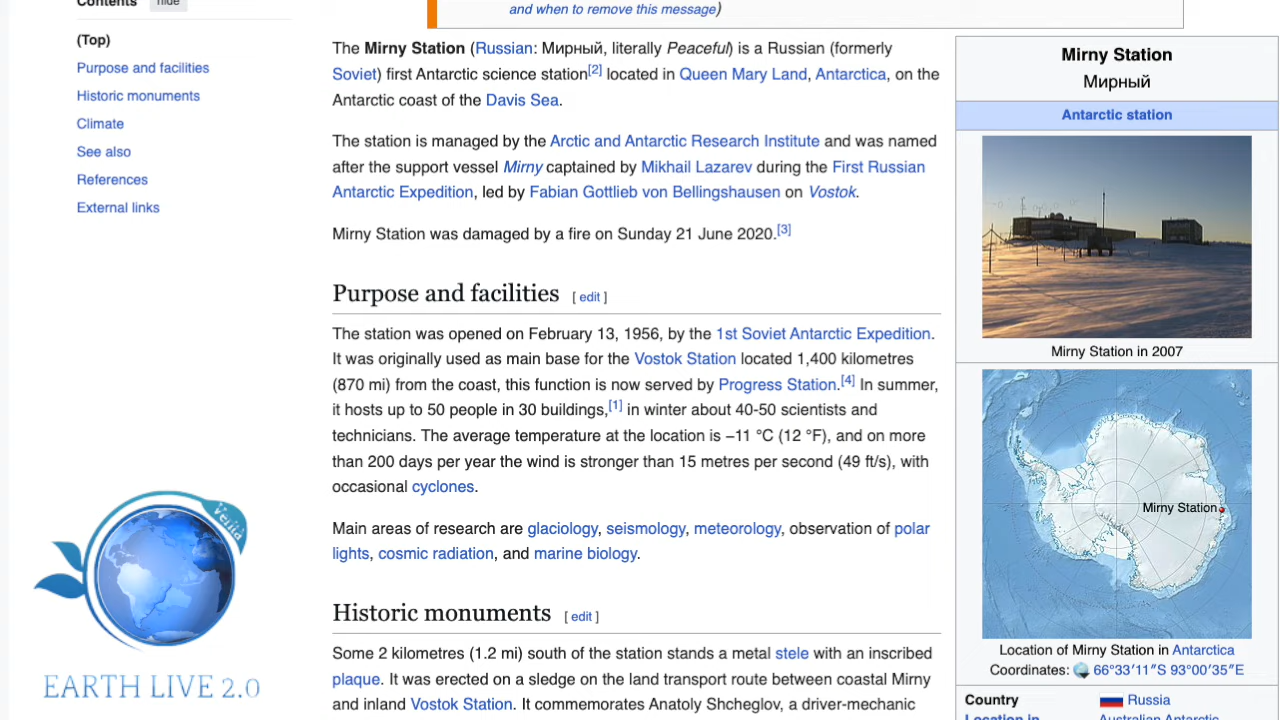 Contents hide
(Top)
Purpose and facilities
Historic monuments
Climate
See also
References
External links
and when to remove this message)
The Mirny Station (Russian: Мирный, literally Peaceful) is a Russian (formerly
Soviet) first Antarctic science station[2] located in Queen Mary Land, Antarctica, on the
Antarctic coast of the Davis Sea.
The station is managed by the Arctic and Antarctic Research Institute and was named
after the support vessel Mirny captained by Mikhail Lazarev during the First Russian
Antarctic Expedition, led by Fabian Gottlieb von Bellingshausen on Vostok.
Mirny Station was damaged by a fire on Sunday 21 June 2020.[3]
Purpose and facilities [ edit ]
The station was opened on February 13, 1956, by the 1st Soviet Antarctic Expedition.
It was originally used as main base for the Vostok Station located 1,400 kilometres
(870 mi) from the coast, this function is now served by Progress Station.[4] In summer,
it hosts up to 50 people in 30 buildings,[1] in winter about 40-50 scientists and
technicians. The average temperature at the location is −11 °C (12 °F), and on more
than 200 days per year the wind is stronger than 15 metres per second (49 ft/s), with
occasional cyclones.
Main areas of research are glaciology, seismology, meteorology, observation of polar
lights, cosmic radiation, and marine biology.
Historic monuments [ edit ]
Some 2 kilometres (1.2 mi) south of the station stands a metal stele with an inscribed
plaque. It was erected on a sledge on the land transport route between coastal Mirny
and inland Vostok Station. It commemorates Anatoly Shcheglov, a driver-mechanic
Mirny Station
Мирный
Antarctic station
Mirny Station in 2007
Mirny Station
Location of Mirny Station in Antarctica
Coordinates: 66°33′11″S 93°00′35″E
Country Russia
Location in Australian Antarctic
Verità
EARTH LIVE 2.0